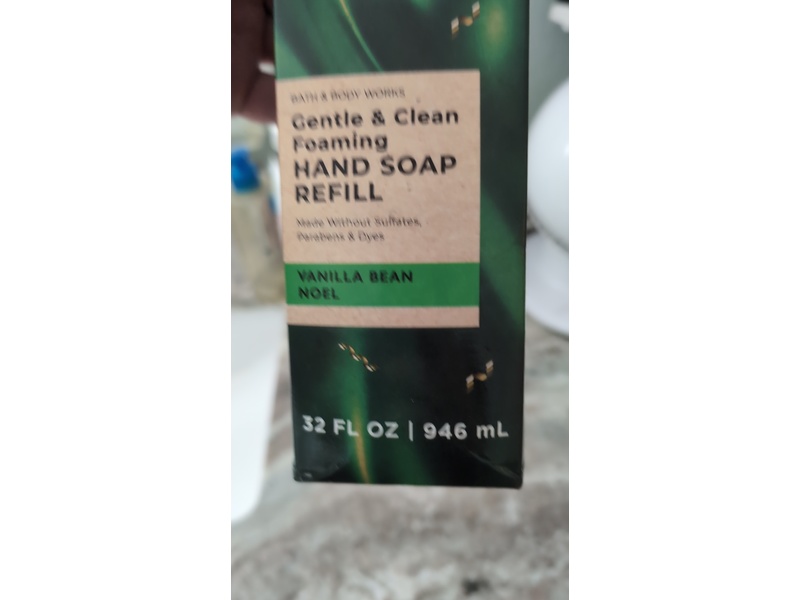 BATH & BODY WORKS
Gentle & Clean
Foaming
HAND SOAP
REFILL
Made Without Sulfates,
Parabens & Dyes
VANILLA BEAN
NOEL
32 FL OZ | 946 mL